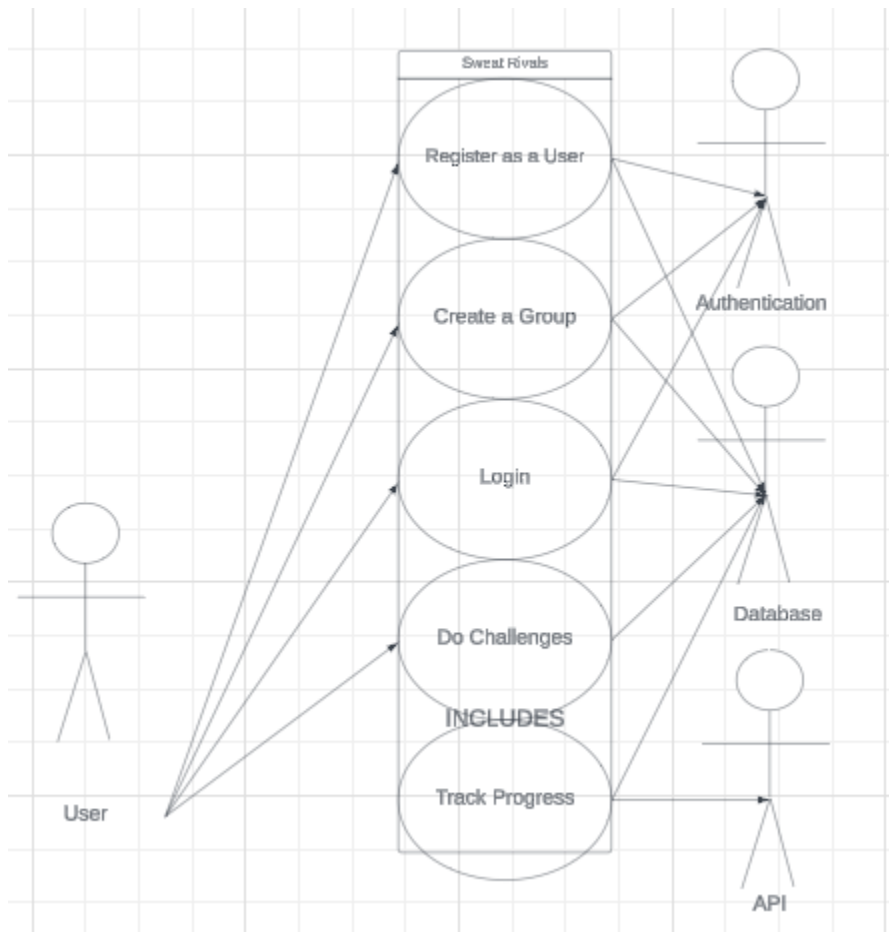 Sweat Rivals
Register as a User
Create a Group
Authentication
Login
Database
Do Challenges
INCLUDES
Track Progress
User
API